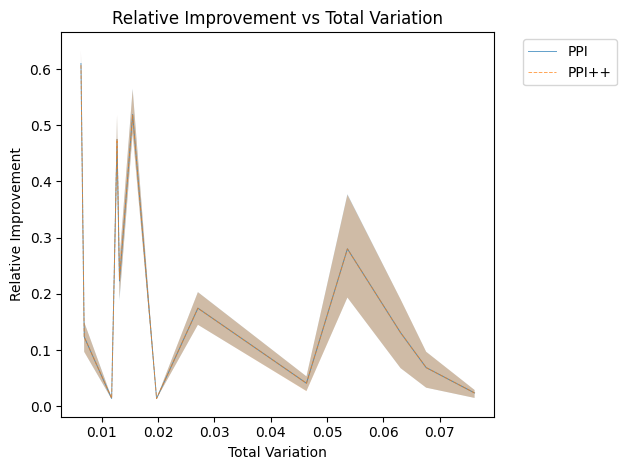 Relative Improvement vs Total Variation
PPI
PPI++
Relative Improvement
0.6
0.5
0.4
0.3
0.2
0.1
0.0
0.01 0.02 0.03 0.04 0.05 0.06 0.07
Total Variation